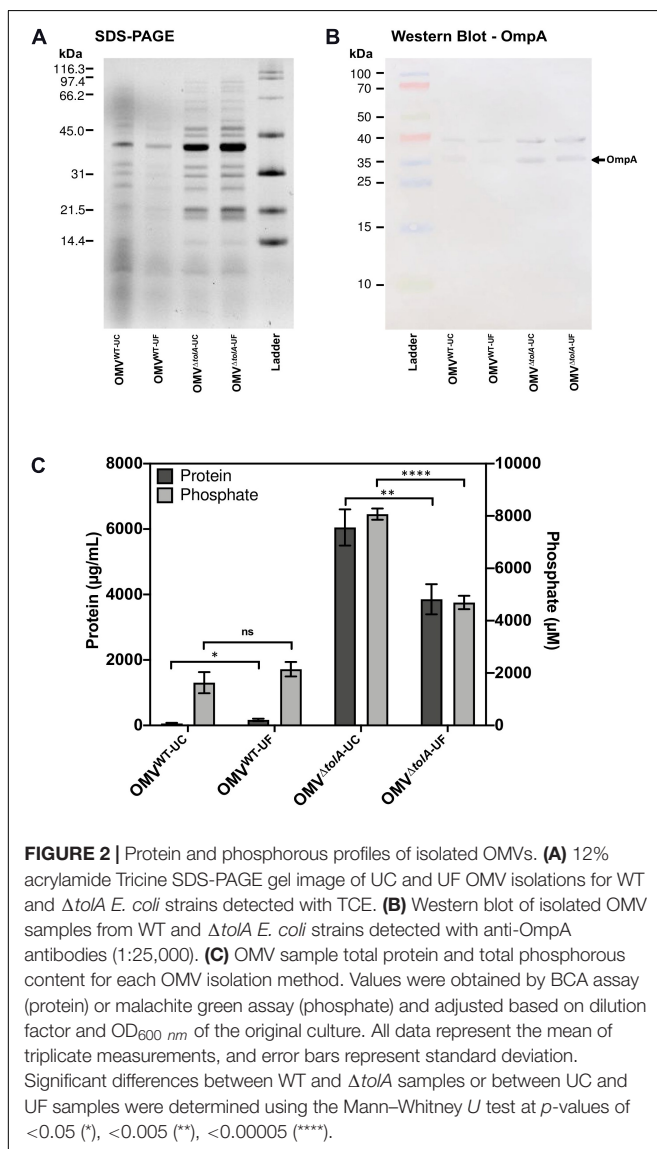 A SDS-PAGE
kDa
116.3
97.4
66.2
45.0
31
21.5
14.4
OMVWT-UC
OMVWT-UF
OMVΔtolA-UC
OMVΔtolA-UF
Ladder
B Western Blot - OmpA
kDa
100
70
50
40
35
25
15
10
OmpA
Ladder
OMVWT-UC
OMVWT-UF
OMVΔtolA-UC
OMVΔtolA-UF
C
Protein
Phosphate
8000
6000
4000
2000
0
Protein (µg/mL)
10000
8000
6000
4000
2000
0
Phosphate (µM)
*
ns
**
****
OMVWT-UC
OMVWT-UF
OMVΔtolA-UC
OMVΔtolA-UF
FIGURE 2 | Protein and phosphorous profiles of isolated OMVs. (A) 12%
acrylamide Tricine SDS-PAGE gel image of UC and UF OMV isolations for WT
and ΔtolA E. coli strains detected with TCE. (B) Western blot of isolated OMV
samples from WT and ΔtolA E. coli strains detected with anti-OmpA
antibodies (1:25,000). (C) OMV sample total protein and total phosphorous
content for each OMV isolation method. Values were obtained by BCA assay
(protein) or malachite green assay (phosphate) and adjusted based on dilution
factor and OD600 nm of the original culture. All data represent the mean of
triplicate measurements, and error bars represent standard deviation.
Significant differences between WT and ΔtolA samples or between UC and
UF samples were determined using the Mann–Whitney U test at p-values of
<0.05 (*), <0.005 (**), <0.00005 (****).